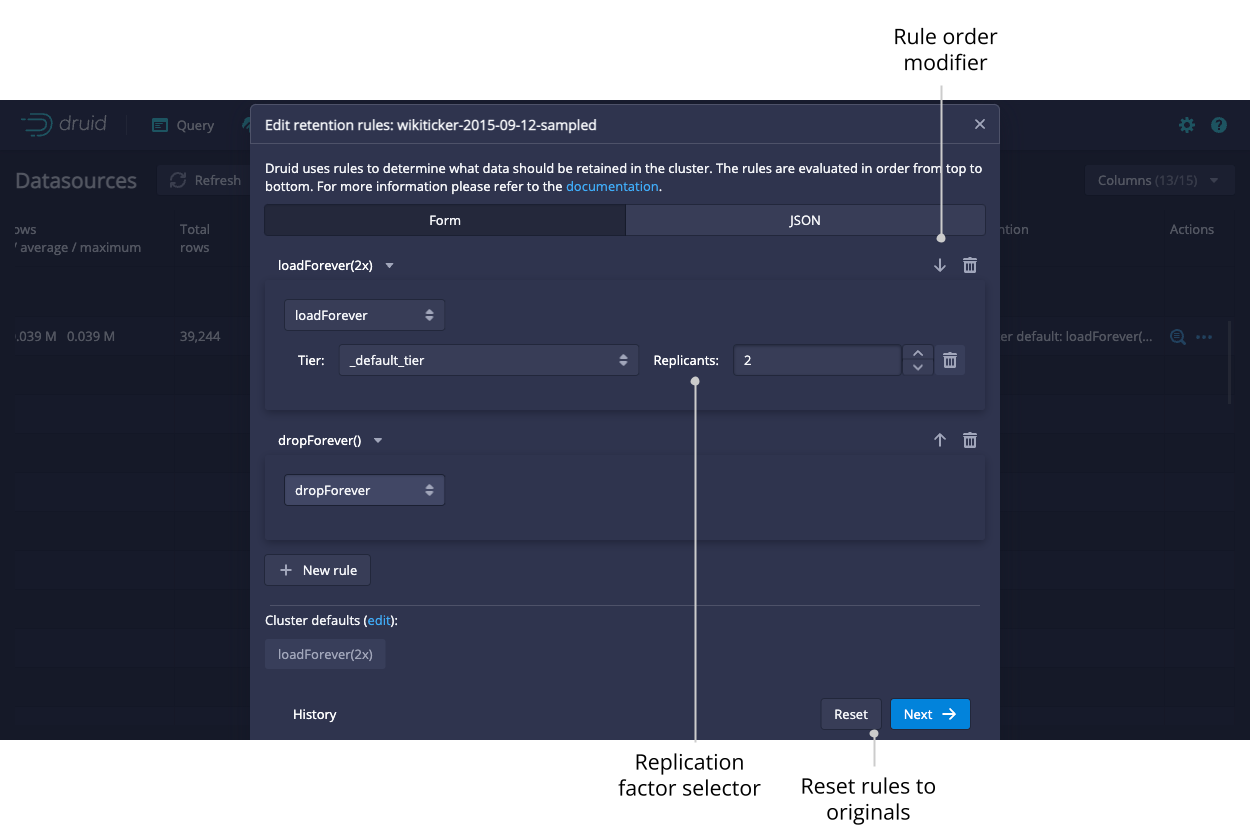 Rule order
modifier
druid
Query
Edit retention rules: wikiticker-2015-09-12-sampled
Datasources
Refresh
Druid uses rules to determine what data should be retained in the cluster. The rules are evaluated in order from top to
bottom. For more information please refer to the documentation.
Columns (13/15)
Form
JSON
ows
/ average / maximum
Total
rows
ntion
Actions
loadForever(2x)
loadForever
.039 M 0.039 M
39,244
er default: loadForever(...
Tier:
_default_tier
Replicants:
2
dropForever()
dropForever
New rule
Cluster defaults (edit):
loadForever(2x)
History
Reset
Next
Replication
factor selector
Reset rules to
originals